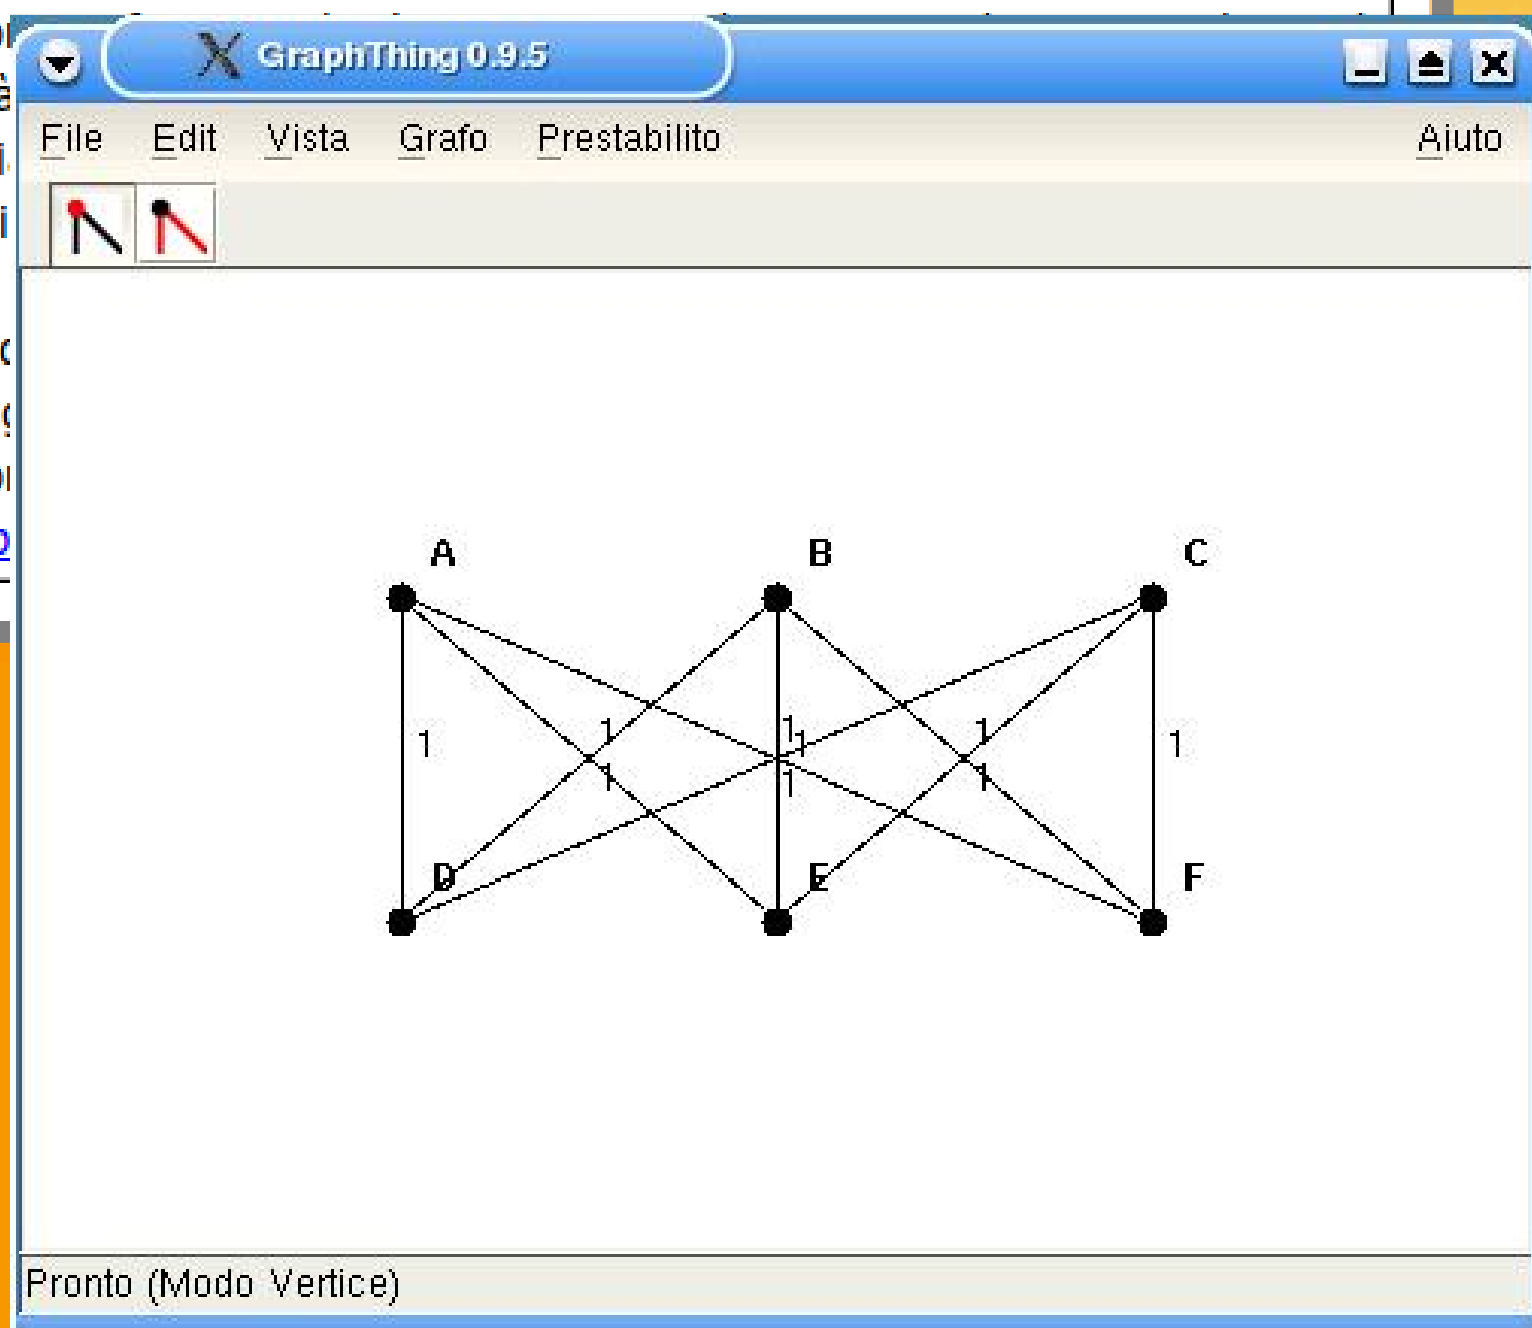 GraphThing 0.9.5
File Edit Vista Grafo Prestabilito Aiuto
A B C
1 1 1 1 1 1
1 1 1
D E F
Pronto (Modo Vertice)